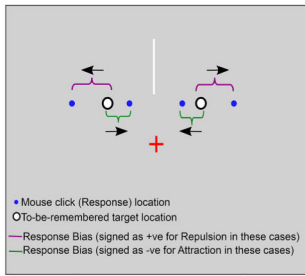 Mouse click (Response) location
To-be-remembered target location
Response Bias (signed as +ve for Repulsion in these cases)
Response Bias (signed as -ve for Attraction in these cases)